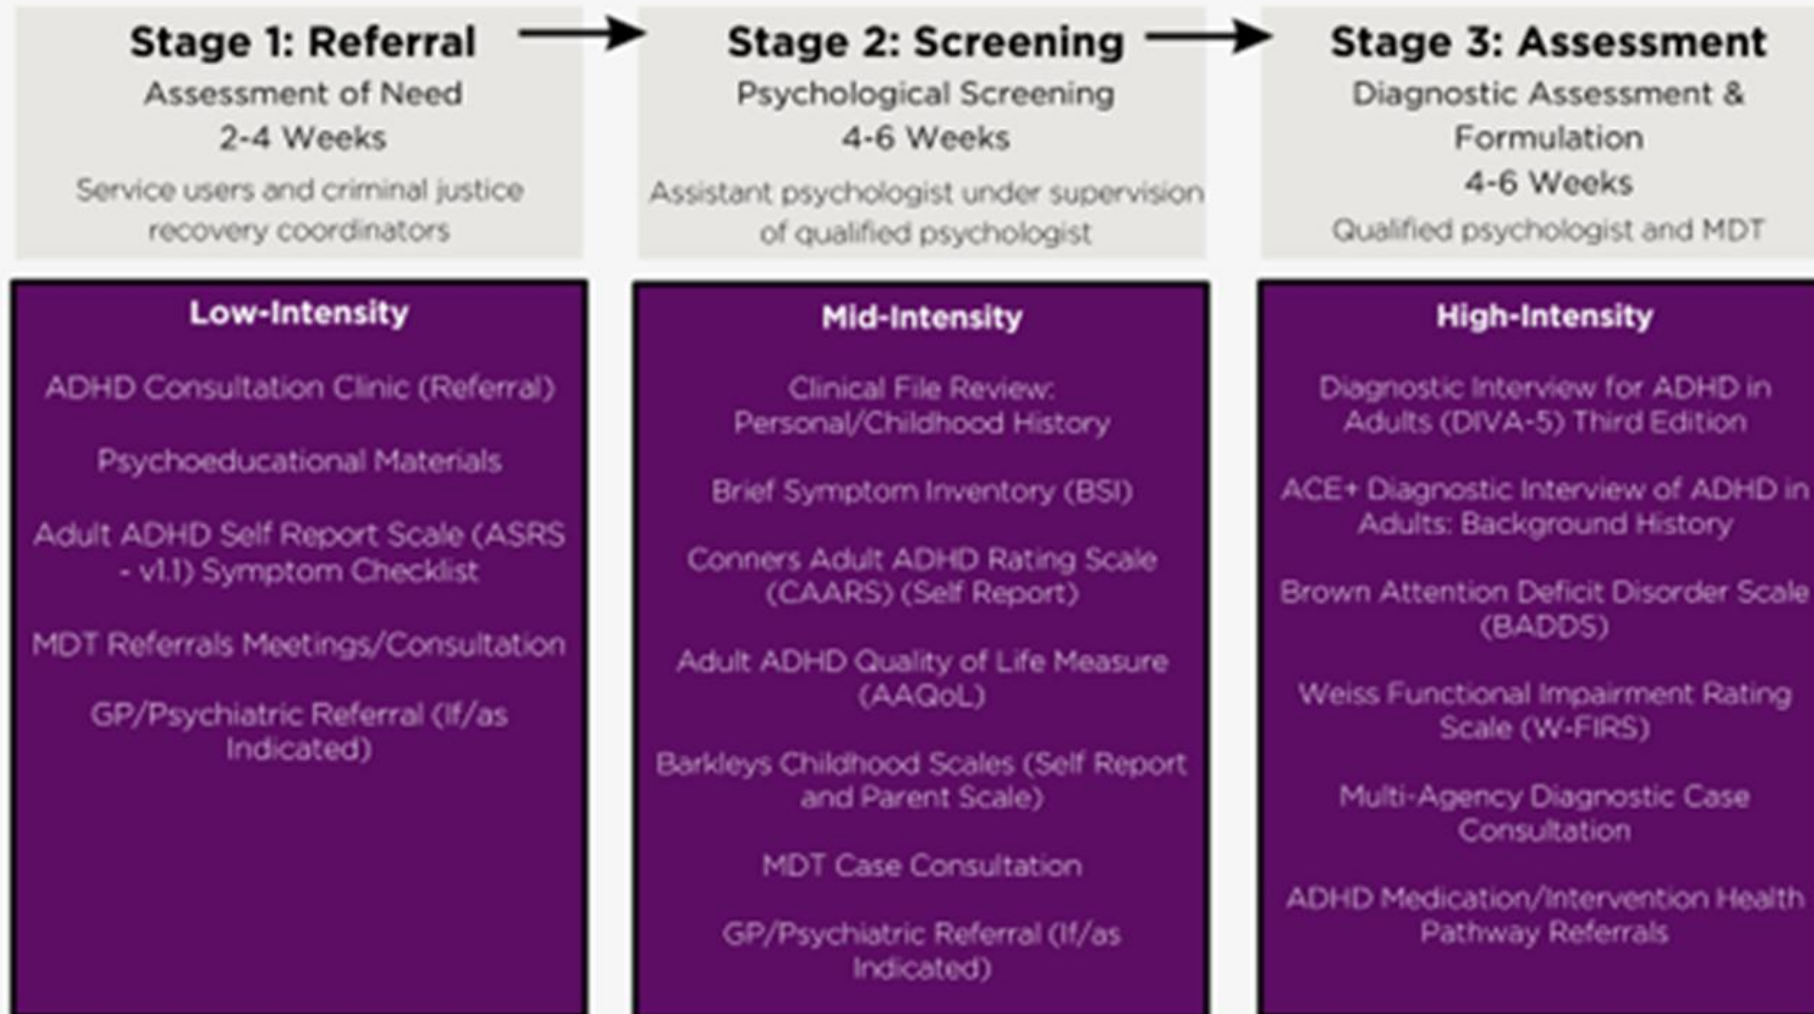 Stage 1: Referral
Assessment of Need
2-4 Weeks
Service users and criminal justice
recovery coordinators
Low-Intensity
ADHD Consultation Clinic (Referral)
Psychoeducational Materials
Adult ADHD Self Report Scale (ASRS
- v1.1) Symptom Checklist
MDT Referrals Meetings/Consultation
GP/Psychiatric Referral (If/as
Indicated)
Stage 2: Screening
Psychological Screening
4-6 Weeks
Assistant psychologist under supervision
of qualified psychologist
Mid-Intensity
Clinical File Review:
Personal/Childhood History
Brief Symptom Inventory (BSI)
Conners Adult ADHD Rating Scale
(CAARS) (Self Report)
Adult ADHD Quality of Life Measure
(AAQoL)
Barkleys Childhood Scales (Self Report
and Parent Scale)
MDT Case Consultation
GP/Psychiatric Referral (If/as
Indicated)
Stage 3: Assessment
Diagnostic Assessment &
Formulation
4-6 Weeks
Qualified psychologist and MDT
High-Intensity
Diagnostic Interview for ADHD in
Adults (DIVA-5) Third Edition
ACE+ Diagnostic Interview of ADHD in
Adults: Background History
Brown Attention Deficit Disorder Scale
(BADDS)
Weiss Functional Impairment Rating
Scale (W-FIRS)
Multi-Agency Diagnostic Case
Consultation
ADHD Medication/Intervention Health
Pathway Referrals